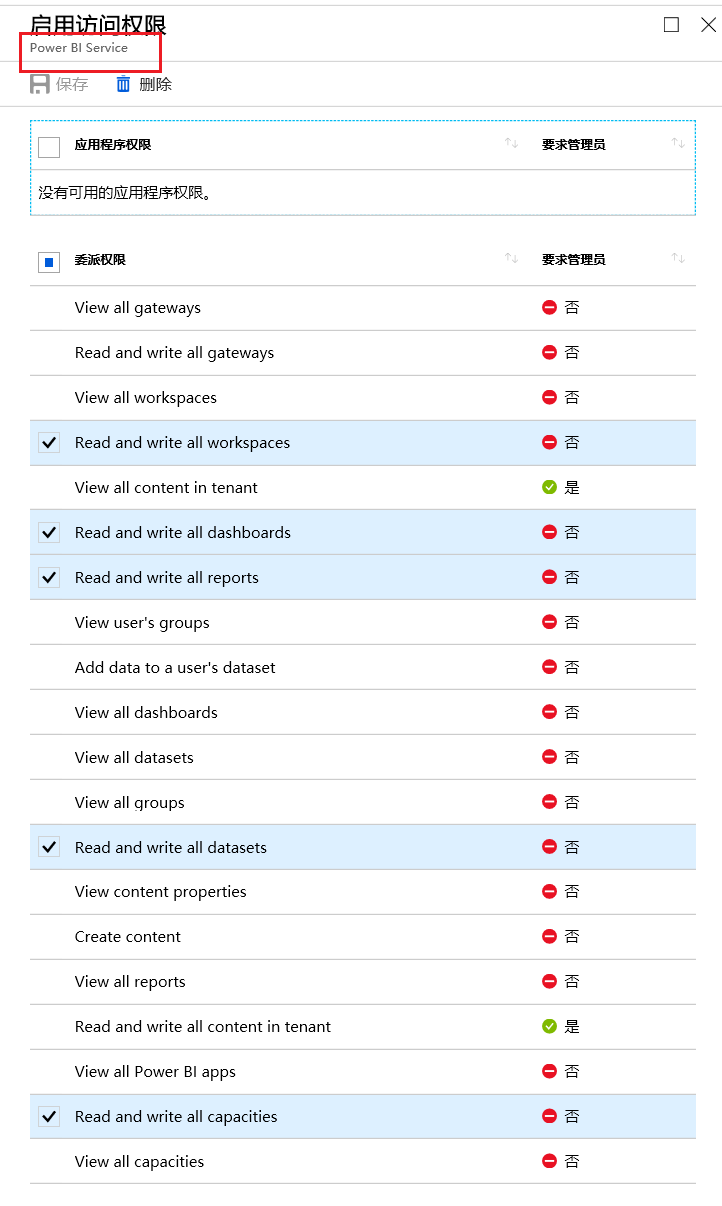 启用访问权限
Power BI Service
保存 删除
应用程序权限 要求管理员
没有可用的应用程序权限。
委派权限 要求管理员
View all gateways 否
Read and write all gateways 否
View all workspaces 否
Read and write all workspaces 否
View all content in tenant 是
Read and write all dashboards 否
Read and write all reports 否
View user's groups 否
Add data to a user's dataset 否
View all dashboards 否
View all datasets 否
View all groups 否
Read and write all datasets 否
View content properties 否
Create content 否
View all reports 否
Read and write all content in tenant 是
View all Power BI apps 否
Read and write all capacities 否
View all capacities 否